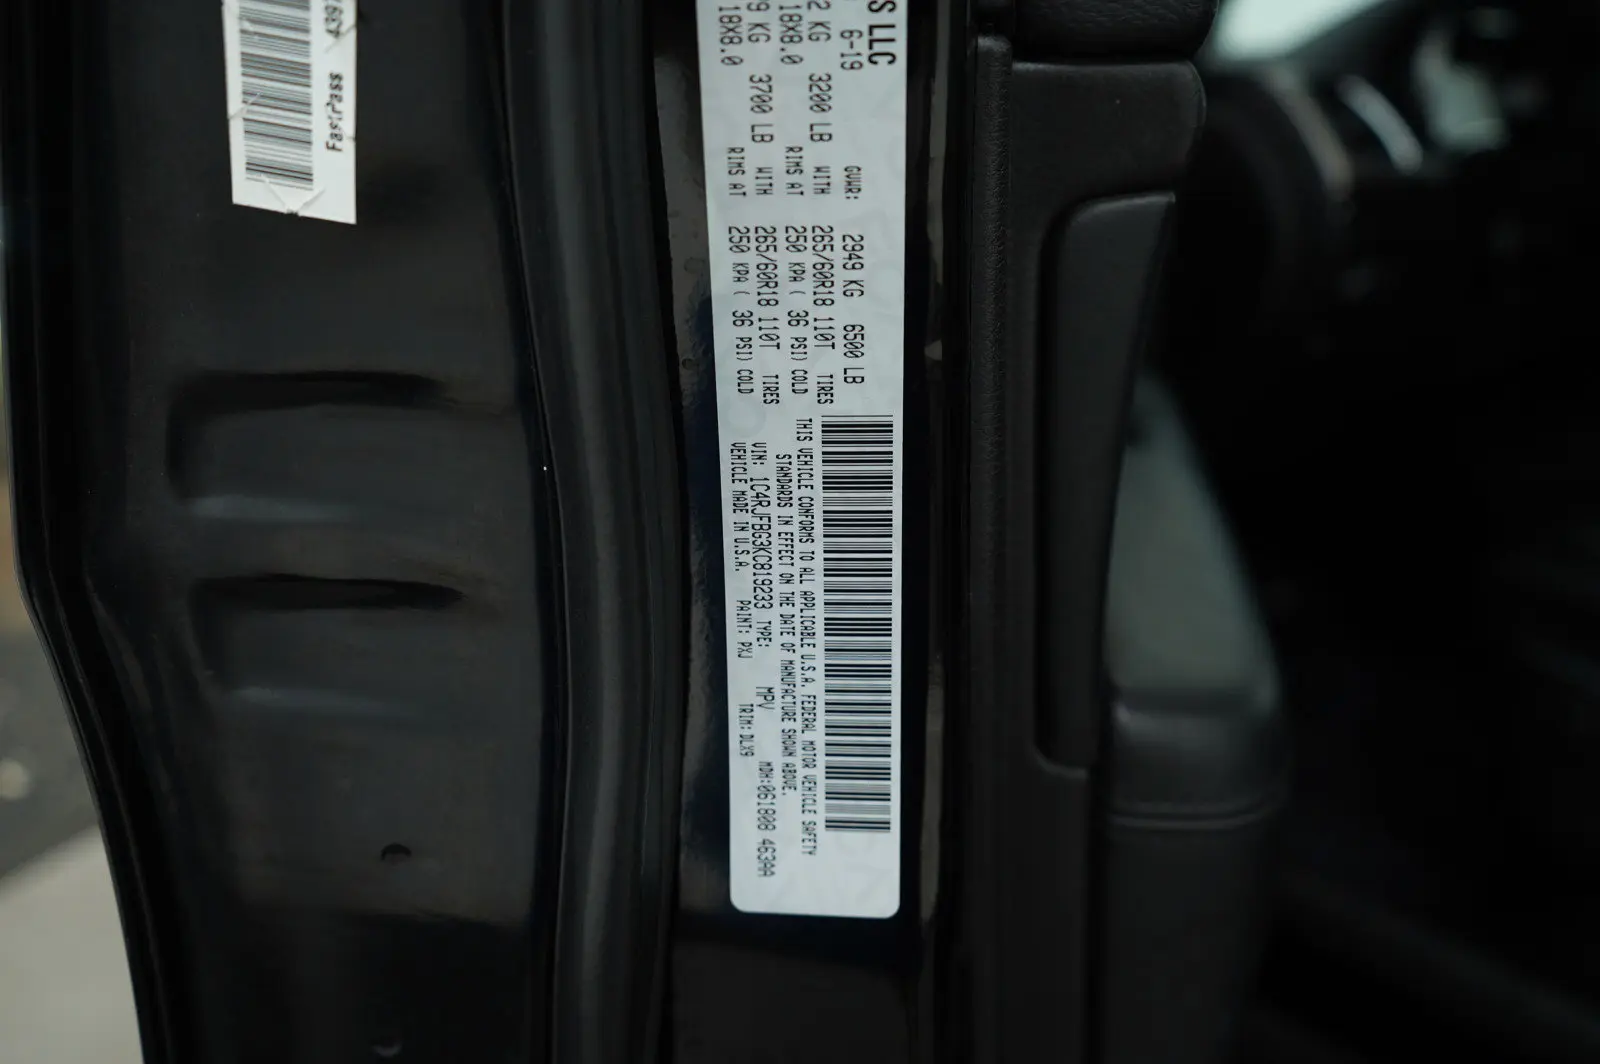 FastPass
S LLC
6-19
GVWR: 2949 KG 6500 LB
2 KG 3200 LB WITH 265/60R18 110T TIRES
18X8.0 RIMS AT 250 KPA ( 36 PSI) COLD
9 KG 3700 LB WITH 265/60R18 110T TIRES
18X8.0 RIMS AT 250 KPA ( 36 PSI) COLD
THIS VEHICLE CONFORMS TO ALL APPLICABLE U.S.A. FEDERAL MOTOR VEHICLE SAFETY
STANDARDS IN EFFECT ON THE DATE OF MANUFACTURE SHOWN ABOVE.
VIN: 1C4RJFBG3KC819233 TYPE: MPV MDH:061808 463AA
VEHICLE MADE IN U.S.A. PAINT: PXJ TRIM: DLX9